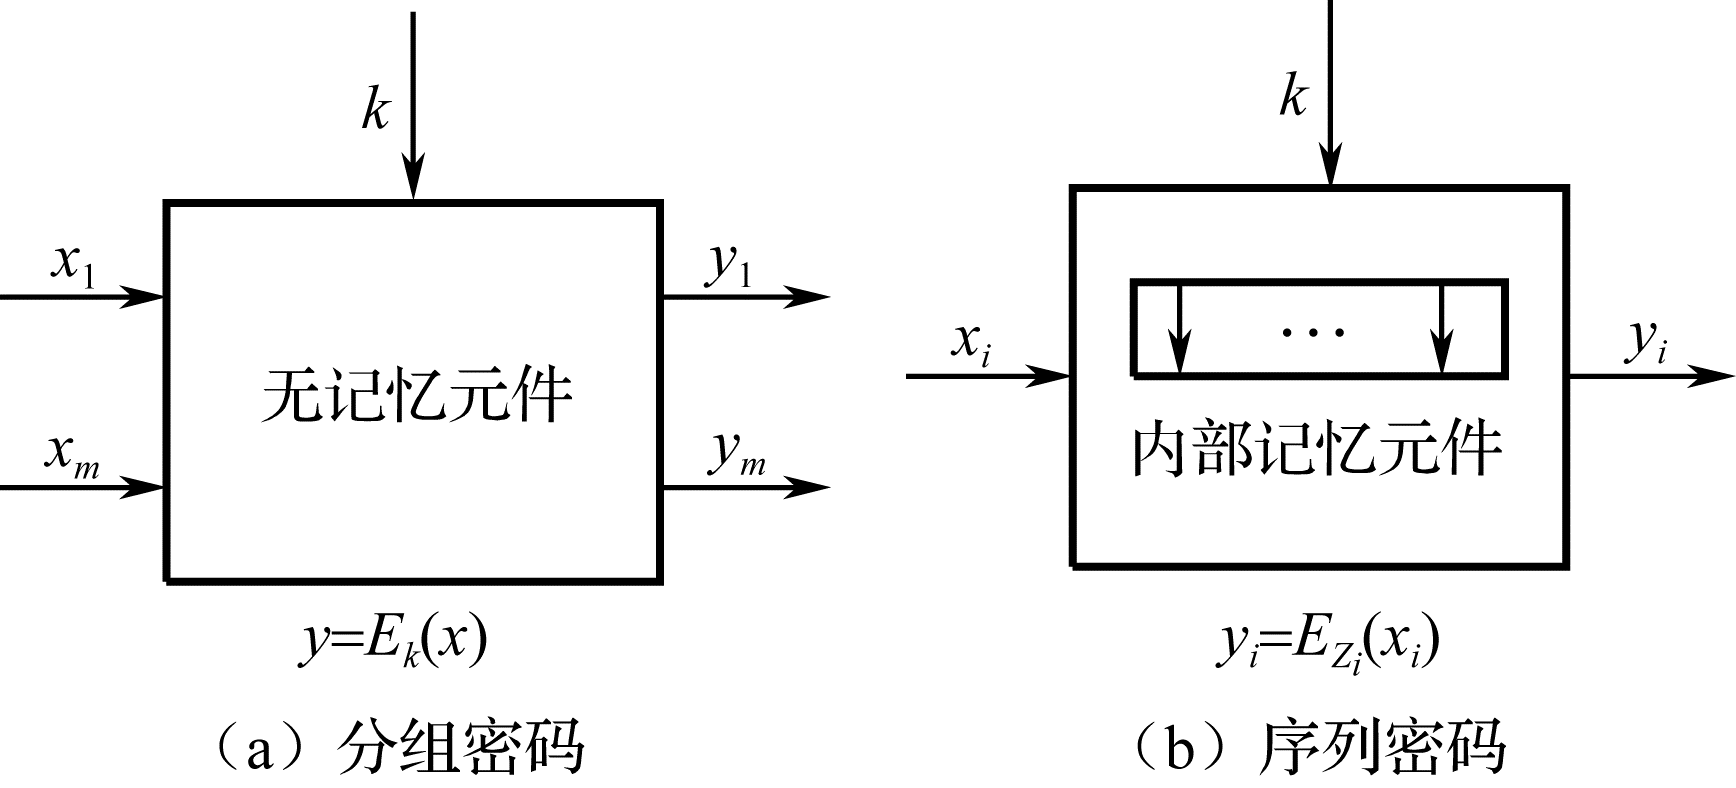 k
x1
y1
无记忆元件
xm
ym
y=Ek(x)
（a）分组密码
k
xi
…
yi
内部记忆元件
yi=EZi(xi)
（b）序列密码